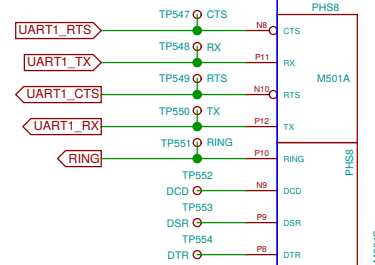 PHS8
TP547 CTS
UART1_RTS N8 CTS
TP548 RX
UART1_TX P11 RX
M501A
TP549 RTS
UART1_CTS N10 RTS
TP550 TX
UART1_RX P12 TX
TP551 RING
RING P10 RING
PHS8
TP552
DCD N9 DCD
TP553
DSR P9 DSR
TP554
DTR P8 DTR